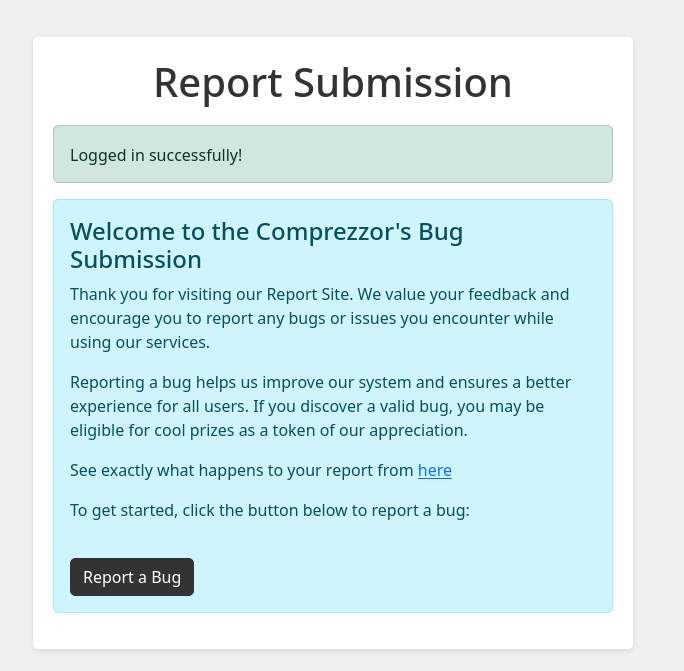 Report Submission
Logged in successfully!
Welcome to the Comprezzor's Bug
Submission
Thank you for visiting our Report Site. We value your feedback and
encourage you to report any bugs or issues you encounter while
using our services.
Reporting a bug helps us improve our system and ensures a better
experience for all users. If you discover a valid bug, you may be
eligible for cool prizes as a token of our appreciation.
See exactly what happens to your report from here
To get started, click the button below to report a bug:
Report a Bug